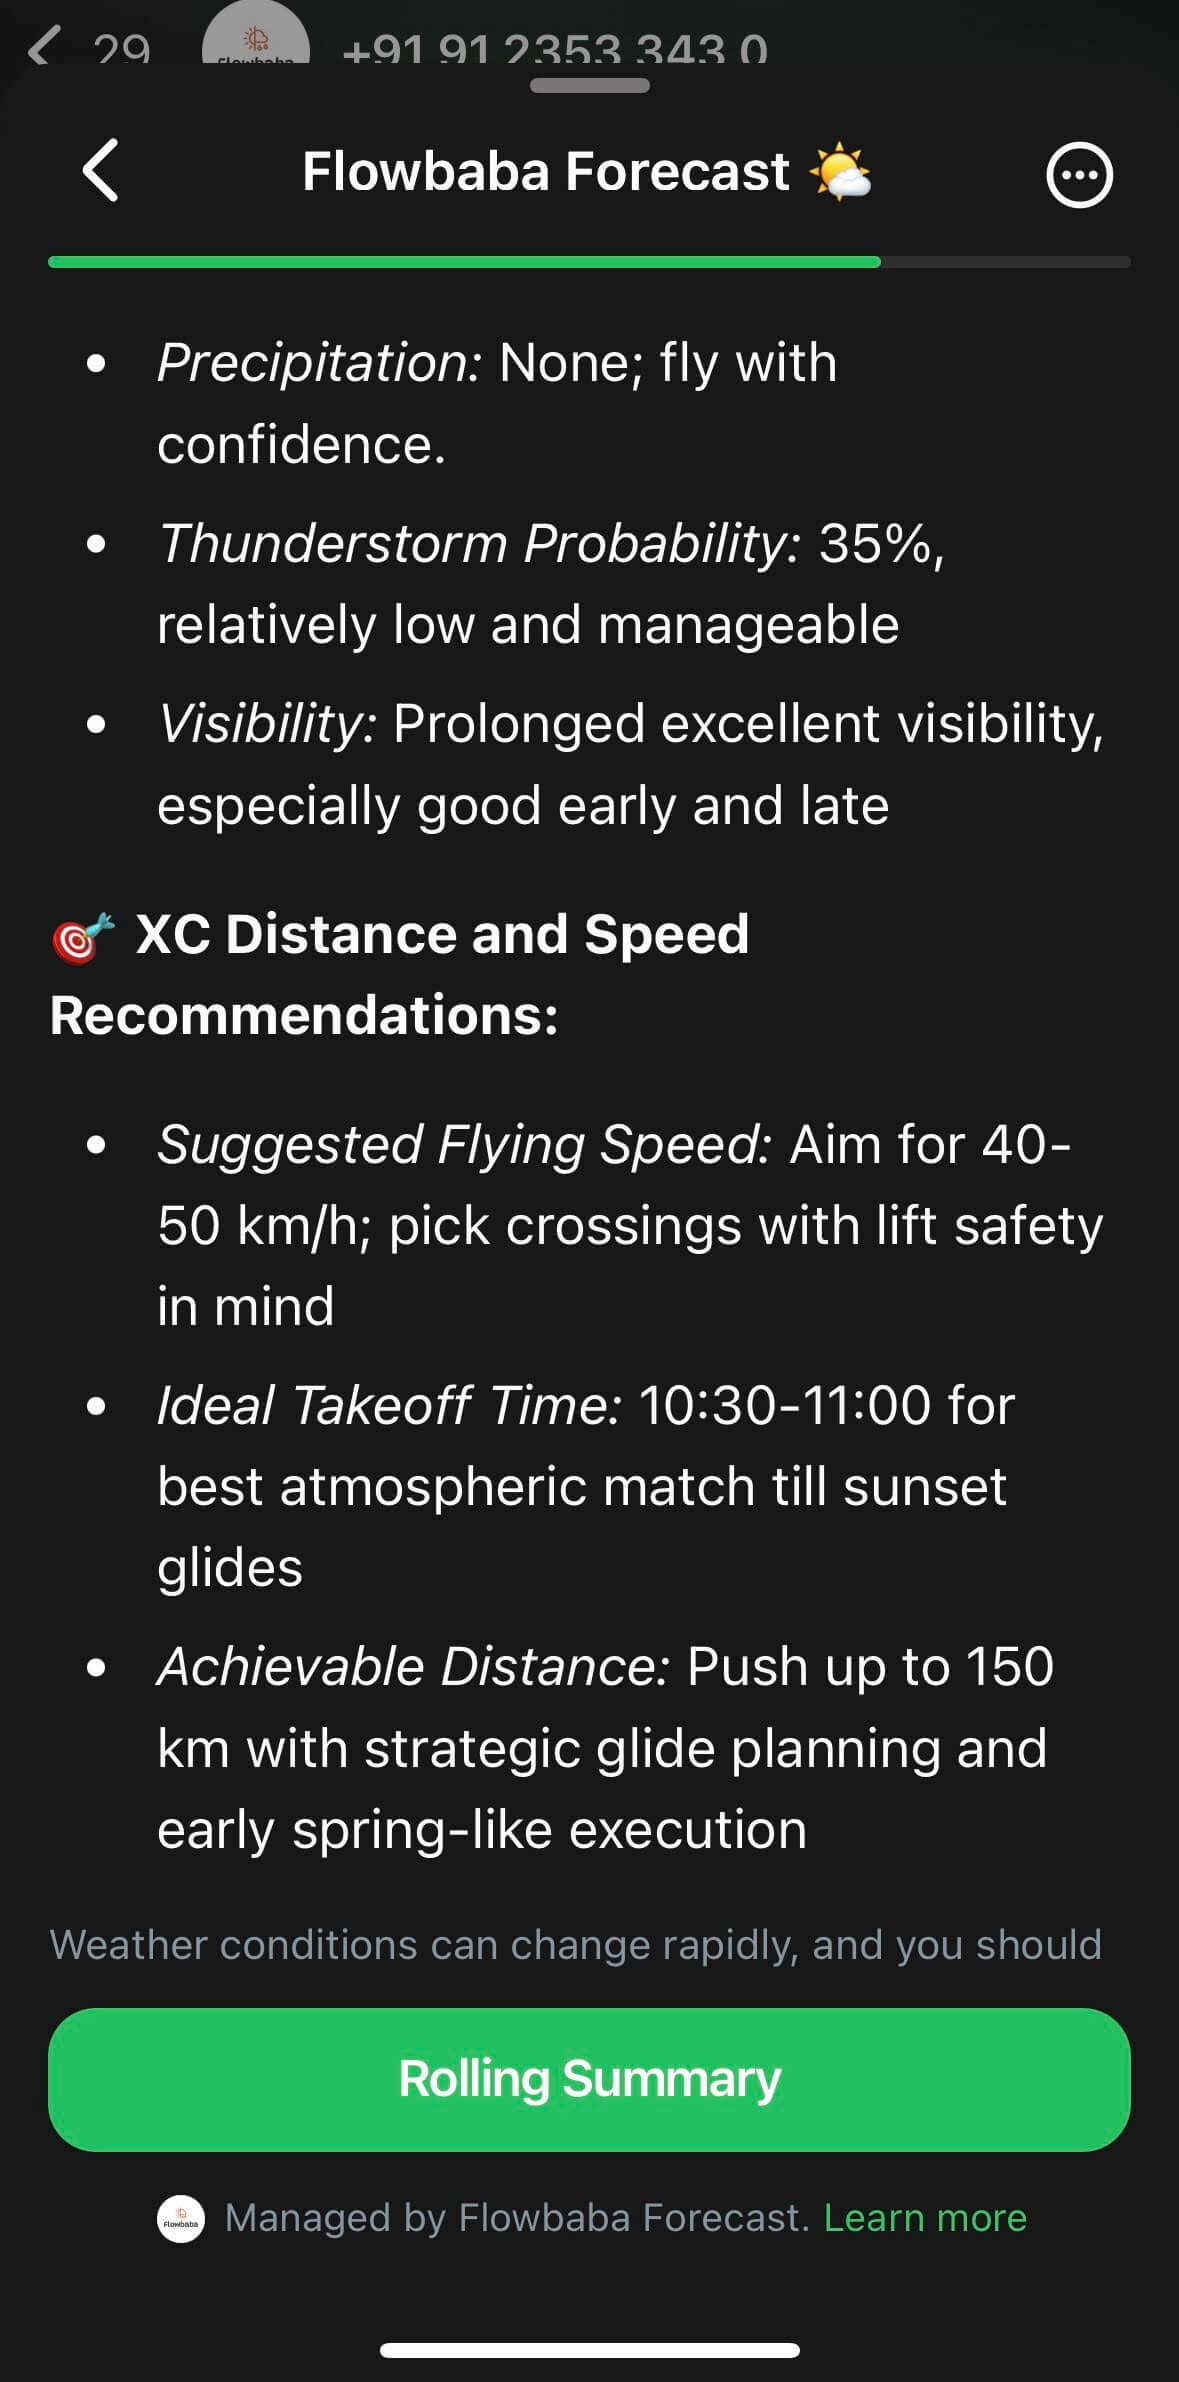 29
+91 91 2353 343 0
Flowbaba Forecast 🌤️
• Precipitation: None; fly with
confidence.
• Thunderstorm Probability: 35%,
relatively low and manageable
• Visibility: Prolonged excellent visibility,
especially good early and late
🎯 XC Distance and Speed
Recommendations:
• Suggested Flying Speed: Aim for 40-
50 km/h; pick crossings with lift safety
in mind
• Ideal Takeoff Time: 10:30-11:00 for
best atmospheric match till sunset
glides
• Achievable Distance: Push up to 150
km with strategic glide planning and
early spring-like execution
Weather conditions can change rapidly, and you should
Rolling Summary
Flowbaba
Managed by Flowbaba Forecast. Learn more